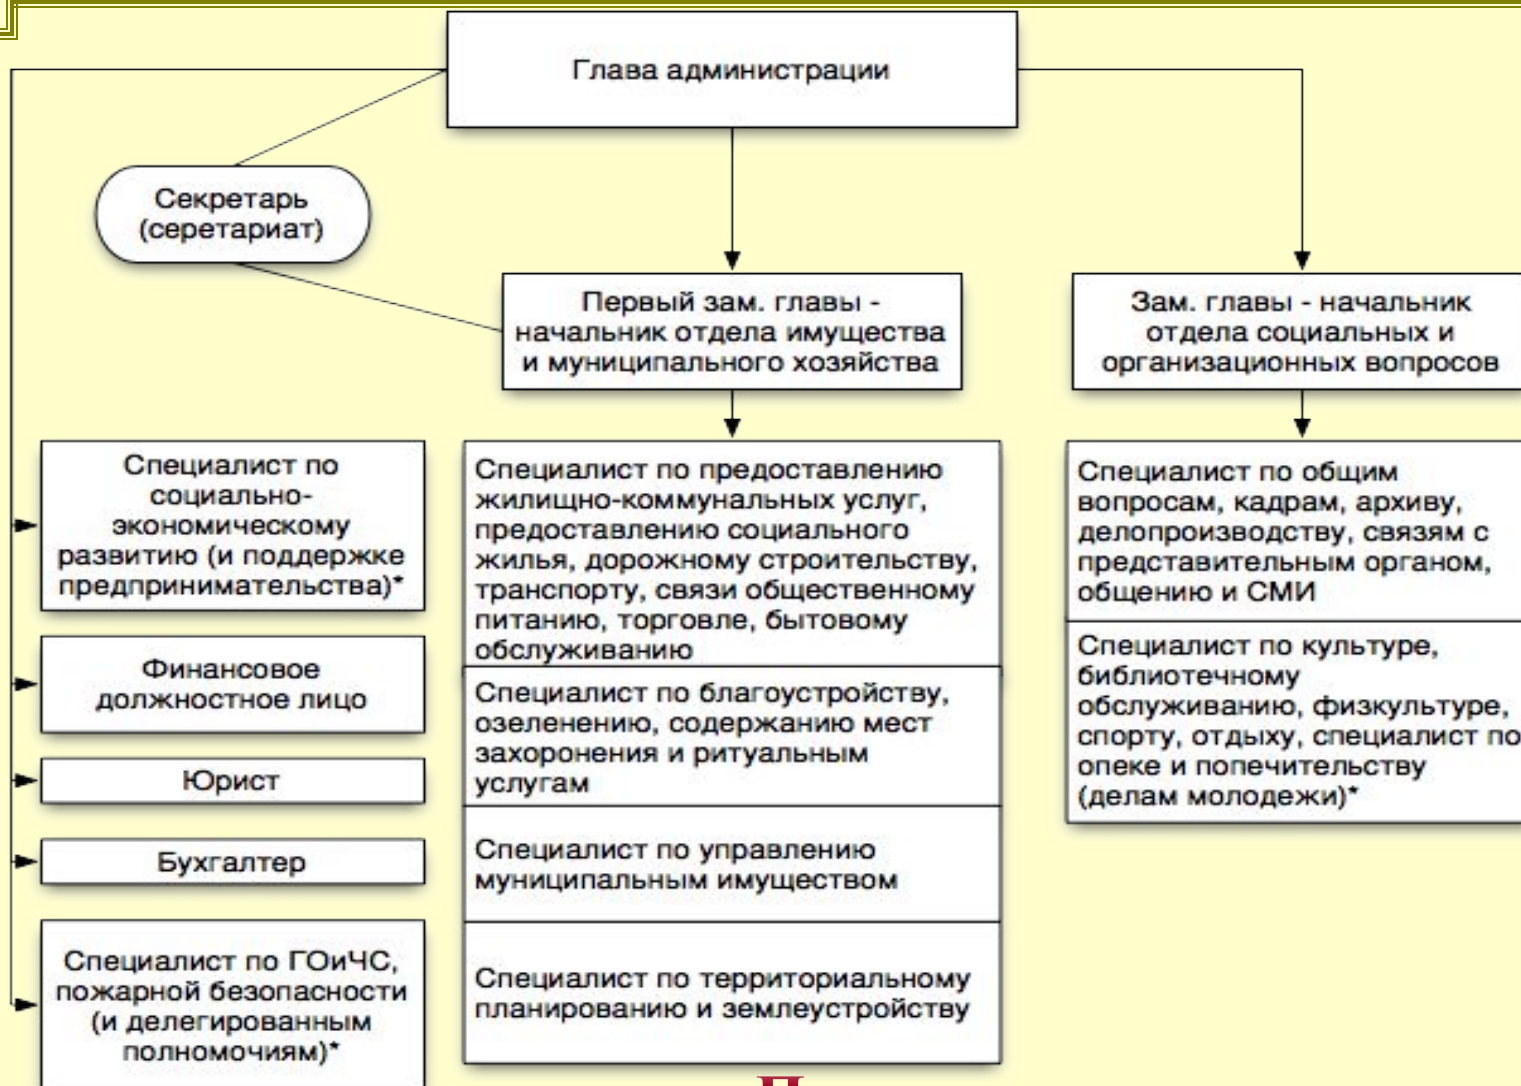 Глава администрации
Секретарь
(серетариат)
Первый зам. главы -
начальник отдела имущества
и муниципального хозяйства
Зам. главы - начальник
отдела социальных и
организационных вопросов
Специалист по
социально-
экономическому
развитию (и поддержке
предпринимательства)*
Финансовое
должностное лицо
Юрист
Бухгалтер
Специалист по ГОиЧС,
пожарной безопасности
(и делегированным
полномочиям)*
Специалист по предоставлению
жилищно-коммунальных услуг,
предоставлению социального
жилья, дорожному строительству,
транспорту, связи общественному
питанию, торговле, бытовому
обслуживанию
Специалист по благоустройству,
озеленению, содержанию мест
захоронения и ритуальным
услугам
Специалист по управлению
муниципальным имуществом
Специалист по территориальному
планированию и землеустройству
Специалист по общим
вопросам, кадрам, архиву,
делопроизводству, связям с
представительным органом,
общению и СМИ
Специалист по культуре,
библиотечному
обслуживанию, физкультуре,
спорту, отдыху, специалист по
опеке и попечительству
(делам молодежи)*